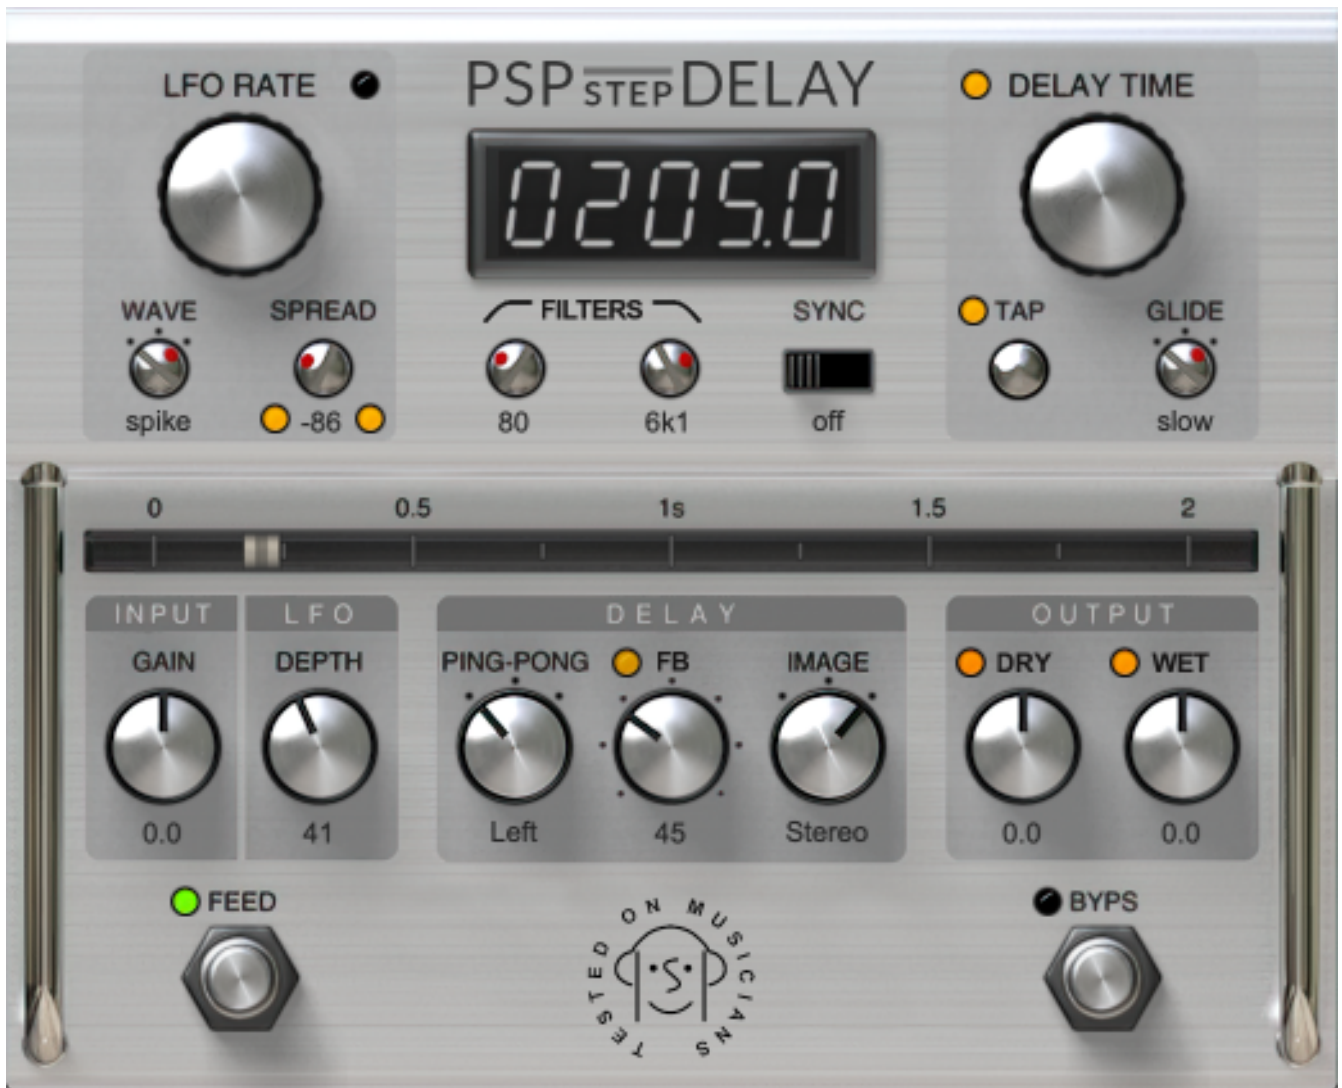 PSP STEP DELAY
LFO RATE
DELAY TIME
0205.0
WAVE
SPREAD
FILTERS
SYNC
TAP
GLIDE
spike
-86
80
6k1
off
slow
0 0.5 1s 1.5 2
INPUT
LFO
DELAY
OUTPUT
GAIN
DEPTH
PING-PONG
FB
IMAGE
DRY
WET
0.0
41
Left
45
Stereo
0.0
0.0
FEED
BYPS
TESTED ON MUSICIANS